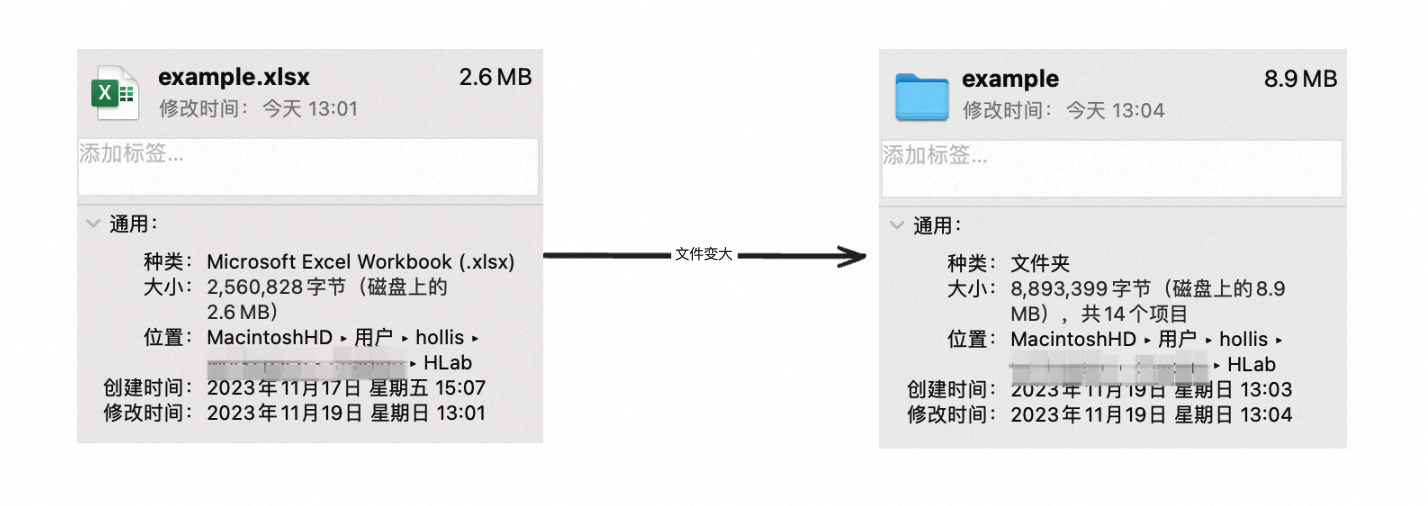 example.xlsx 2.6 MB
修改时间：今天 13:01
添加标签...
通用：
种类：Microsoft Excel Workbook (.xlsx)
大小：2,560,828字节（磁盘上的
2.6 MB）
位置：MacintoshHD ▸ 用户 ▸ hollis ▸
▸ HLab
创建时间：2023年11月17日 星期五 15:07
修改时间：2023年11月19日 星期日 13:01
文件变大
example 8.9 MB
修改时间：今天 13:04
添加标签...
通用：
种类：文件夹
大小：8,893,399字节（磁盘上的8.9
MB），共14个项目
位置：MacintoshHD ▸ 用户 ▸ hollis ▸
▸ HLab
创建时间：2023年11月19日 星期日 13:03
修改时间：2023年11月19日 星期日 13:04